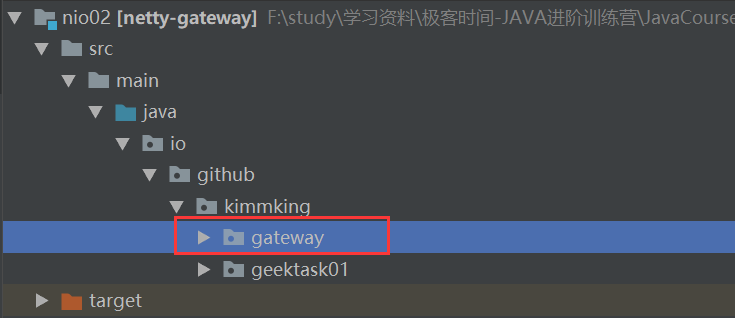 nio02 [netty-gateway] F:\study\学习资料\极客时间-JAVA进阶训练营\JavaCourse
src
main
java
io
github
kimmking
gateway
geektask01
target